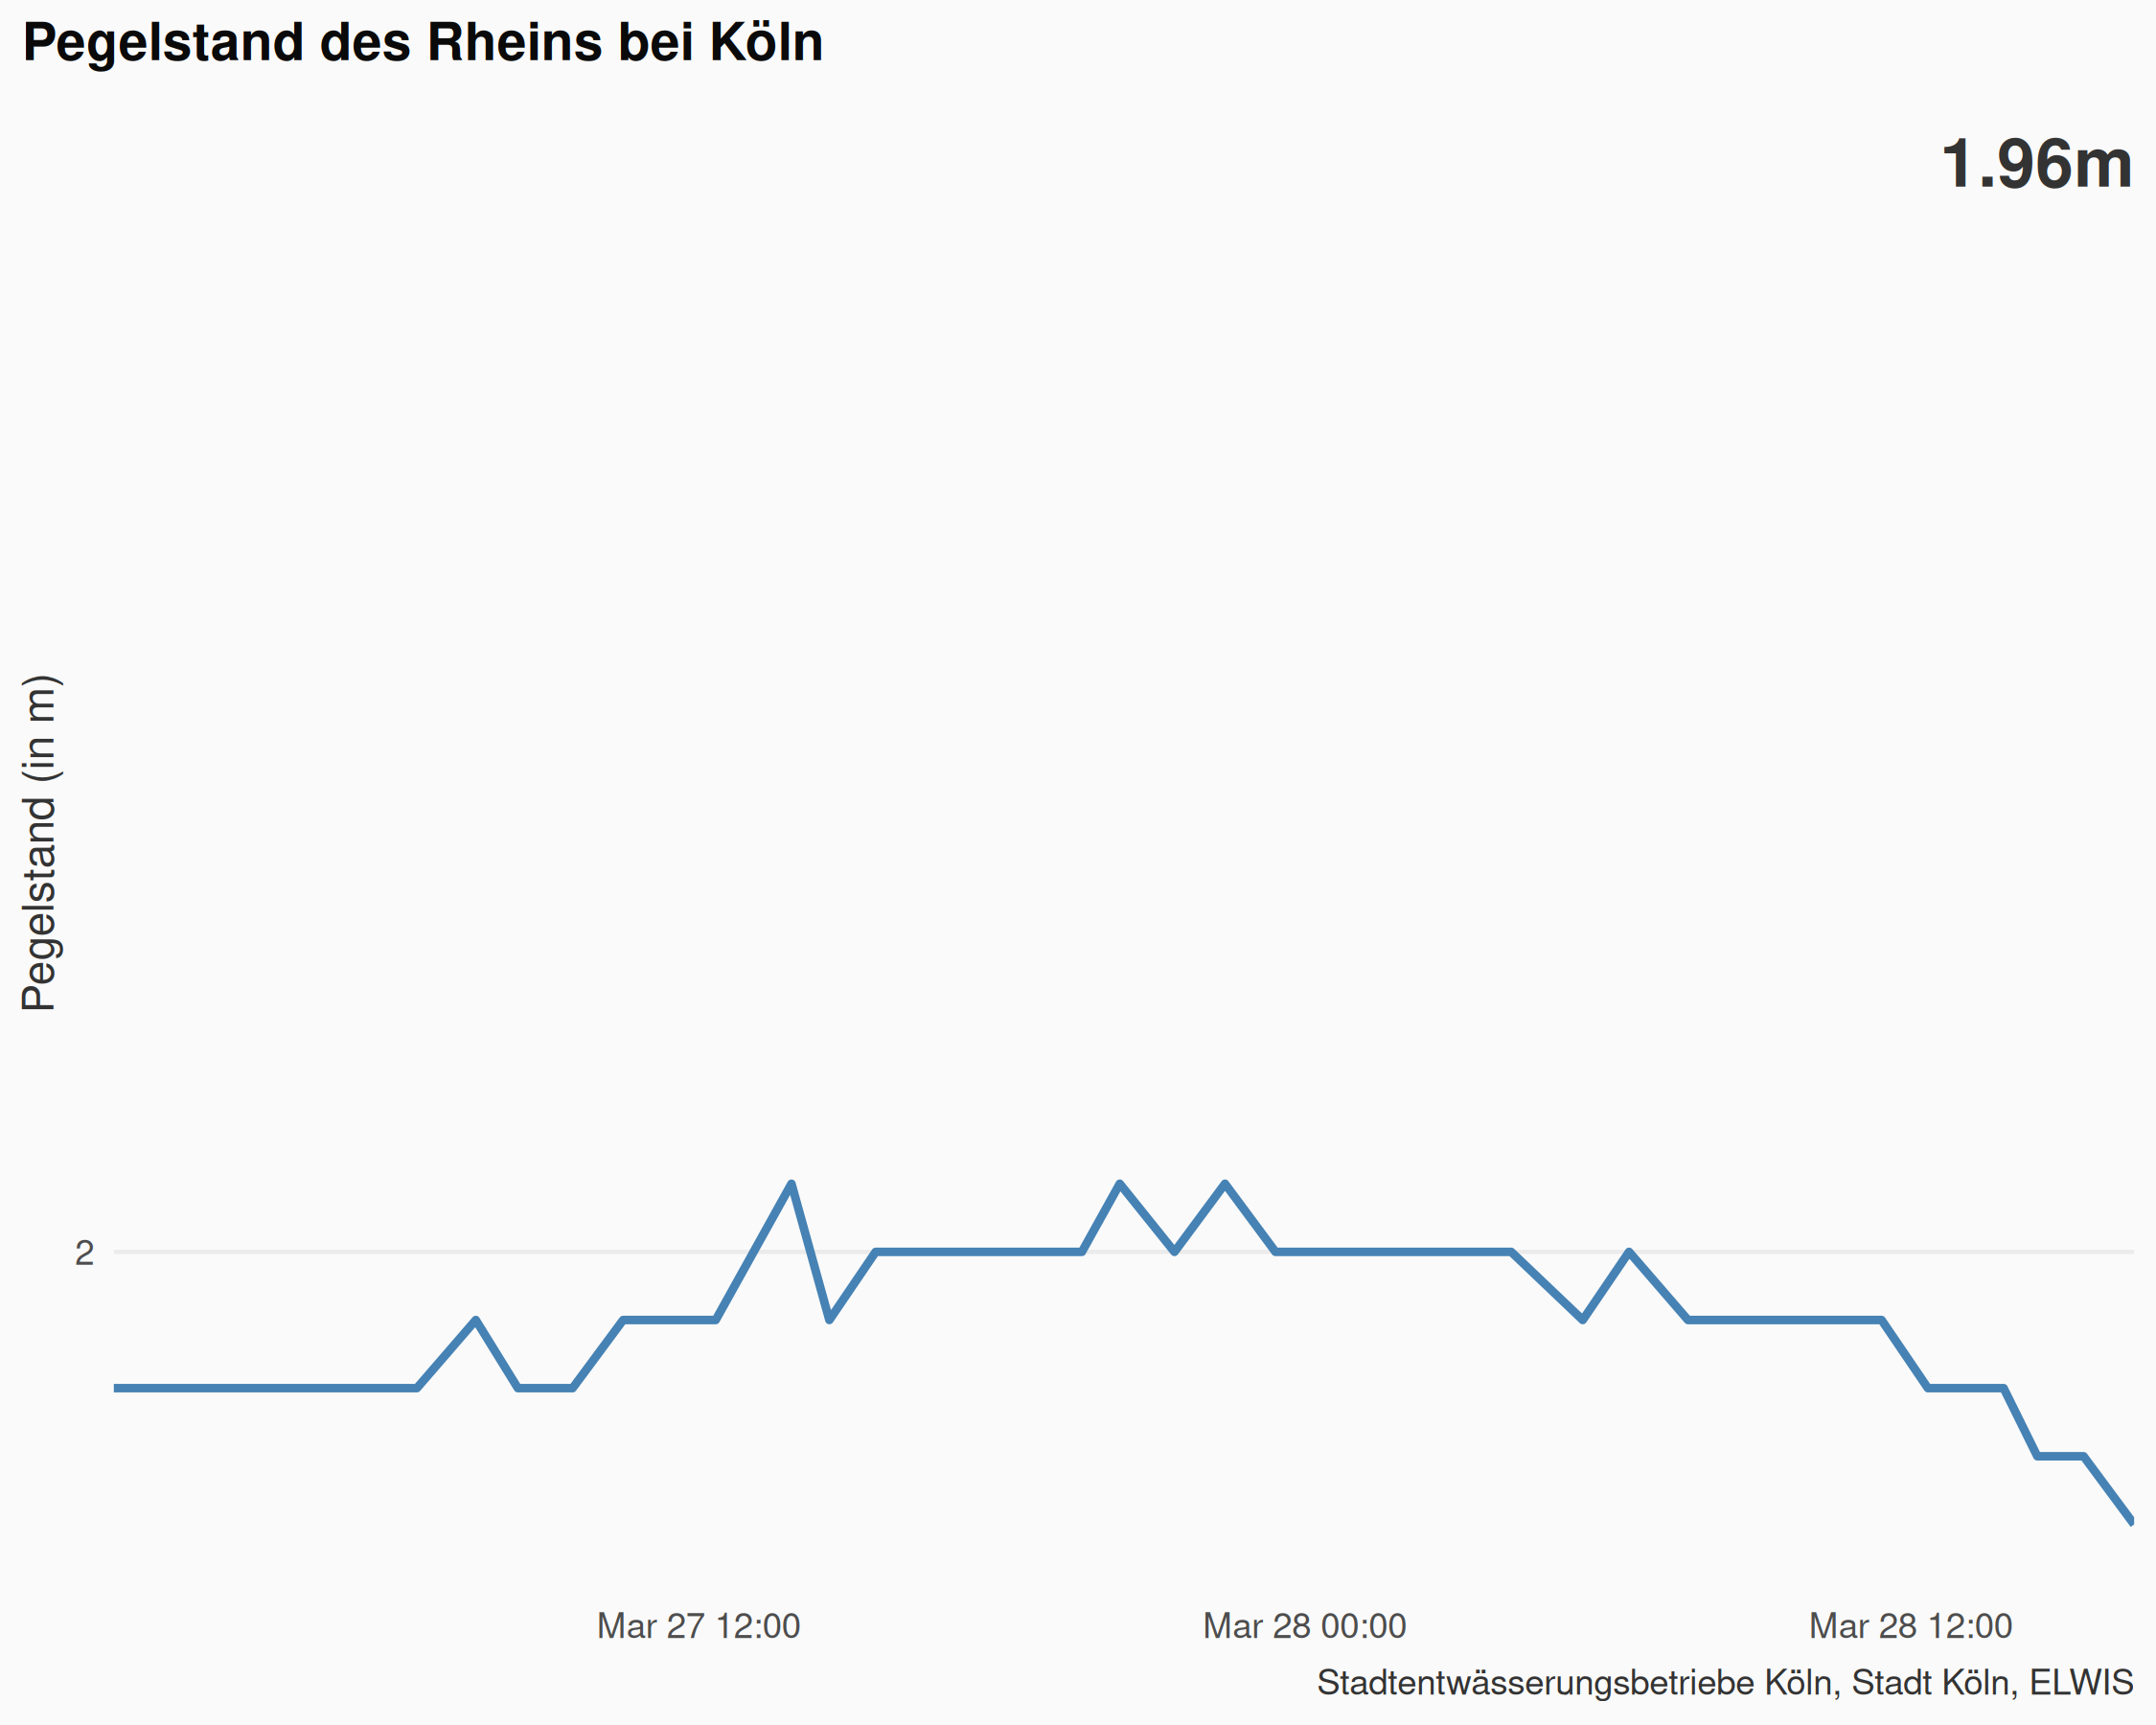 Pegelstand des Rheins bei Köln
1.96m
Pegelstand (in m)
2
Mar 27 12:00
Mar 28 00:00
Mar 28 12:00
Stadtentwässerungsbetriebe Köln, Stadt Köln, ELWIS